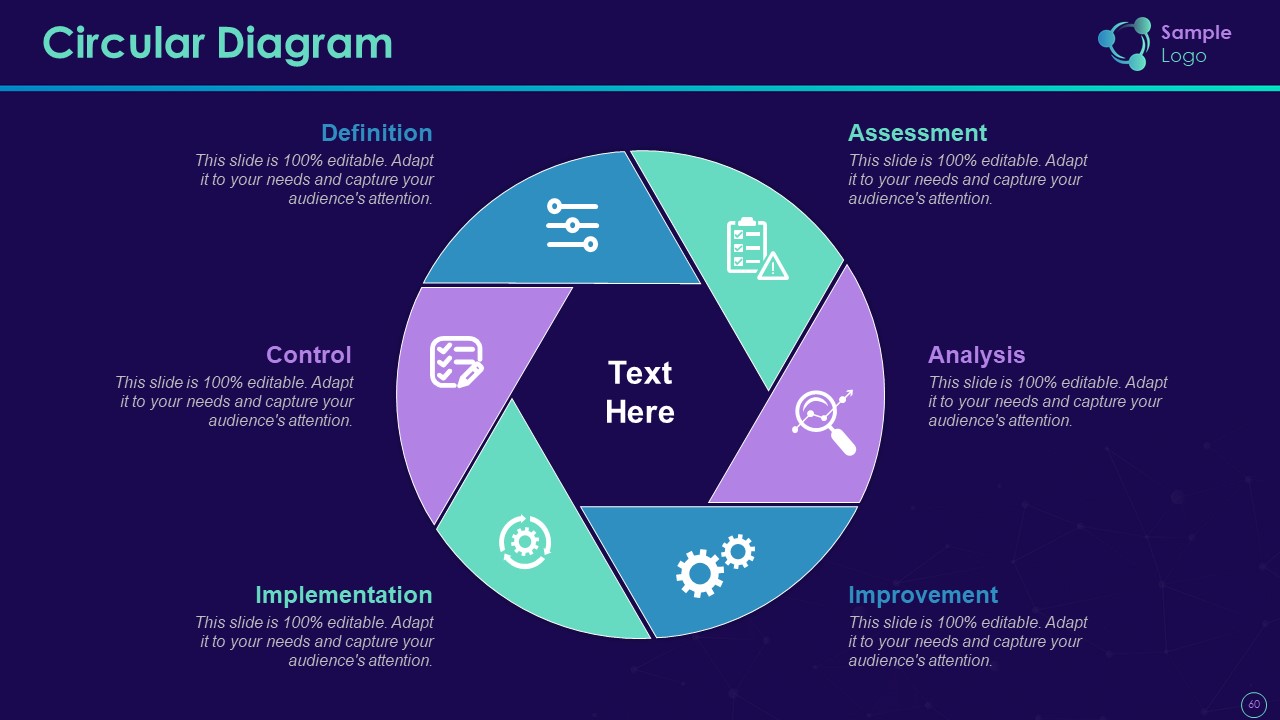 Circular Diagram
Sample
Logo
Definition
This slide is 100% editable. Adapt
it to your needs and capture your
audience's attention.
Assessment
This slide is 100% editable. Adapt
it to your needs and capture your
audience's attention.
Control
This slide is 100% editable. Adapt
it to your needs and capture your
audience's attention.
Text
Here
Analysis
This slide is 100% editable. Adapt
it to your needs and capture your
audience's attention.
Implementation
This slide is 100% editable. Adapt
it to your needs and capture your
audience's attention.
Improvement
This slide is 100% editable. Adapt
it to your needs and capture your
audience's attention.
60